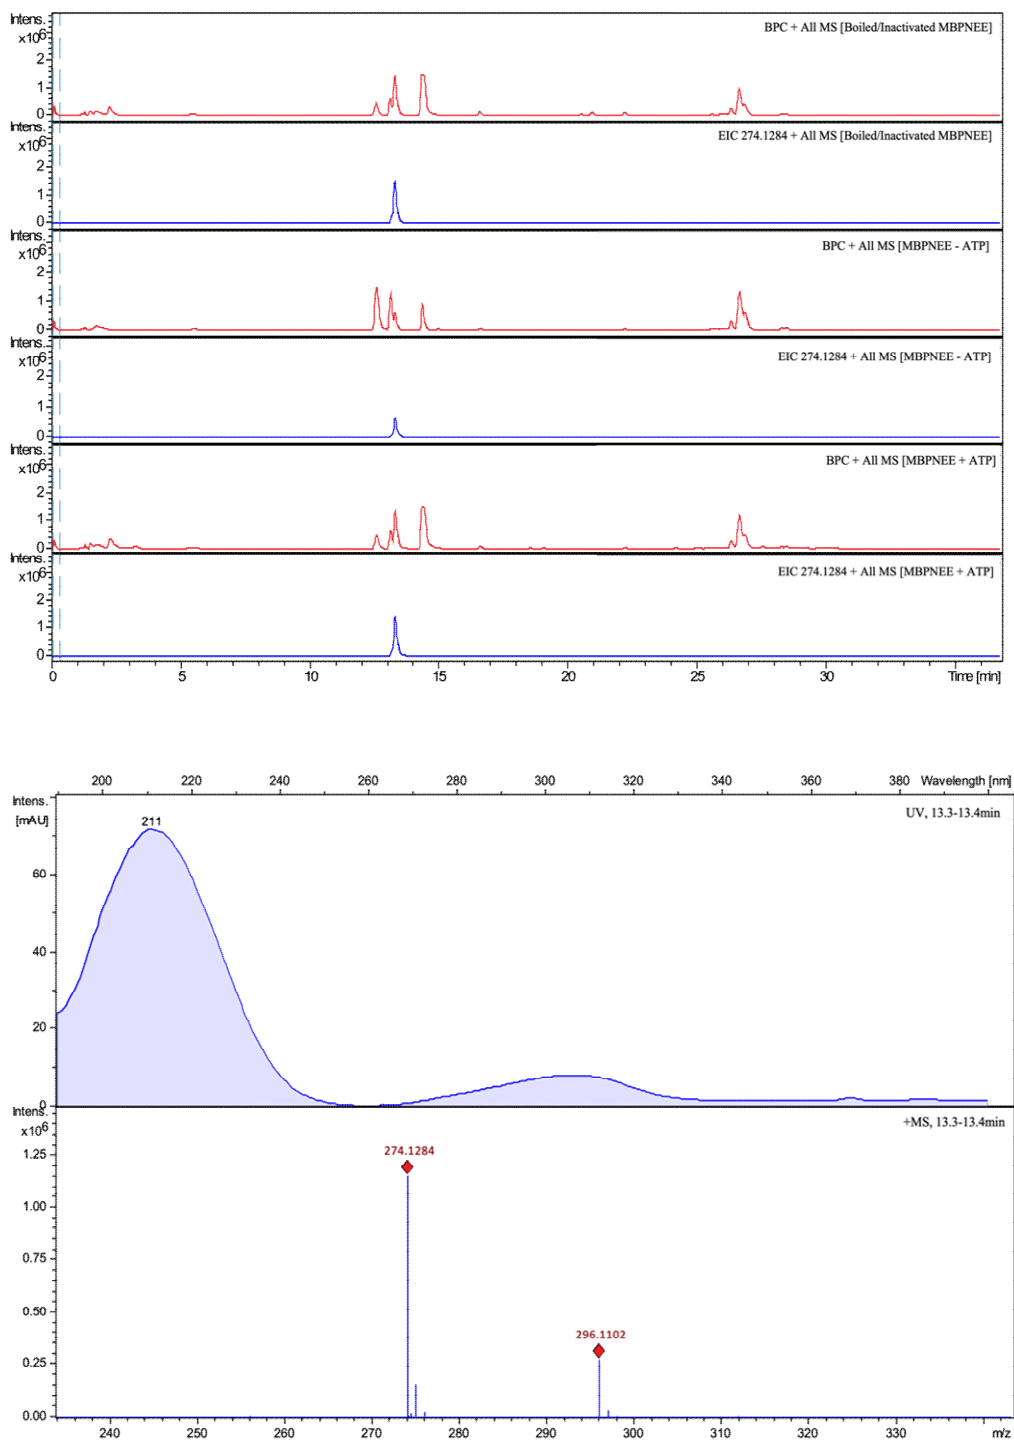 Intens.
x10^6
BPC + All MS [Boiled/Inactivated MBPNEE]
2
1
0
Intens.
x10^6
EIC 274.1284 + All MS [Boiled/Inactivated MBPNEE]
2
1
0
Intens.
x10^6
BPC + All MS [MBPNEE - ATP]
2
1
0
Intens.
x10^6
EIC 274.1284 + All MS [MBPNEE - ATP]
2
1
0
Intens.
x10^6
BPC + All MS [MBPNEE + ATP]
2
1
0
Intens.
x10^6
EIC 274.1284 + All MS [MBPNEE + ATP]
2
1
0
0 5 10 15 20 25 30 Time [min]
200 220 240 260 280 300 320 340 360 380 Wavelength [nm]
Intens.
[mAU]
211
UV, 13.3-13.4min
60
40
20
0
Intens.
x10^6
+MS, 13.3-13.4min
274.1284
1.25
1.00
0.75
0.50
296.1102
0.25
0.00
240 250 260 270 280 290 300 310 320 330 m/z